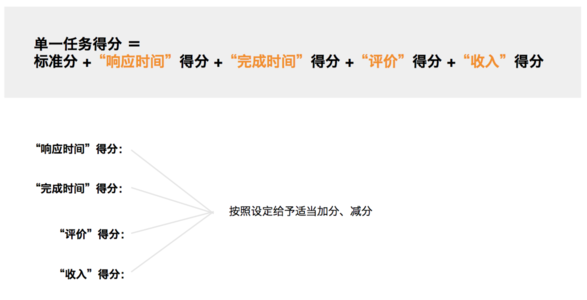 单一任务得分 =
标准分 + “响应时间”得分 + “完成时间”得分 + “评价”得分 + “收入”得分
“响应时间”得分：
“完成时间”得分：
按照设定给予适当加分、减分
“评价”得分：
“收入”得分：